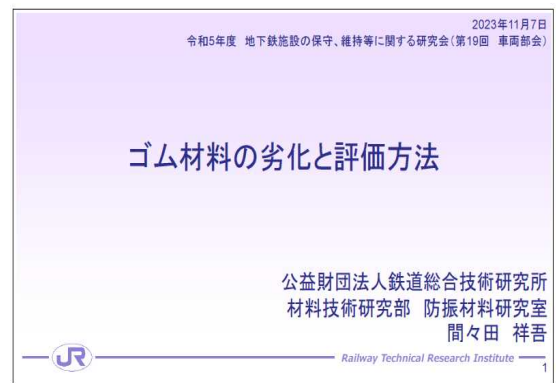 2023年11月7日
令和5年度 地下鉄施設の保守、維持等に関する研究会(第19回 車両部会)
ゴム材料の劣化と評価方法
公益財団法人鉄道総合技術研究所
材料技術研究部 防振材料研究室
間々田 祥吾
JR
Railway Technical Research Institute
1